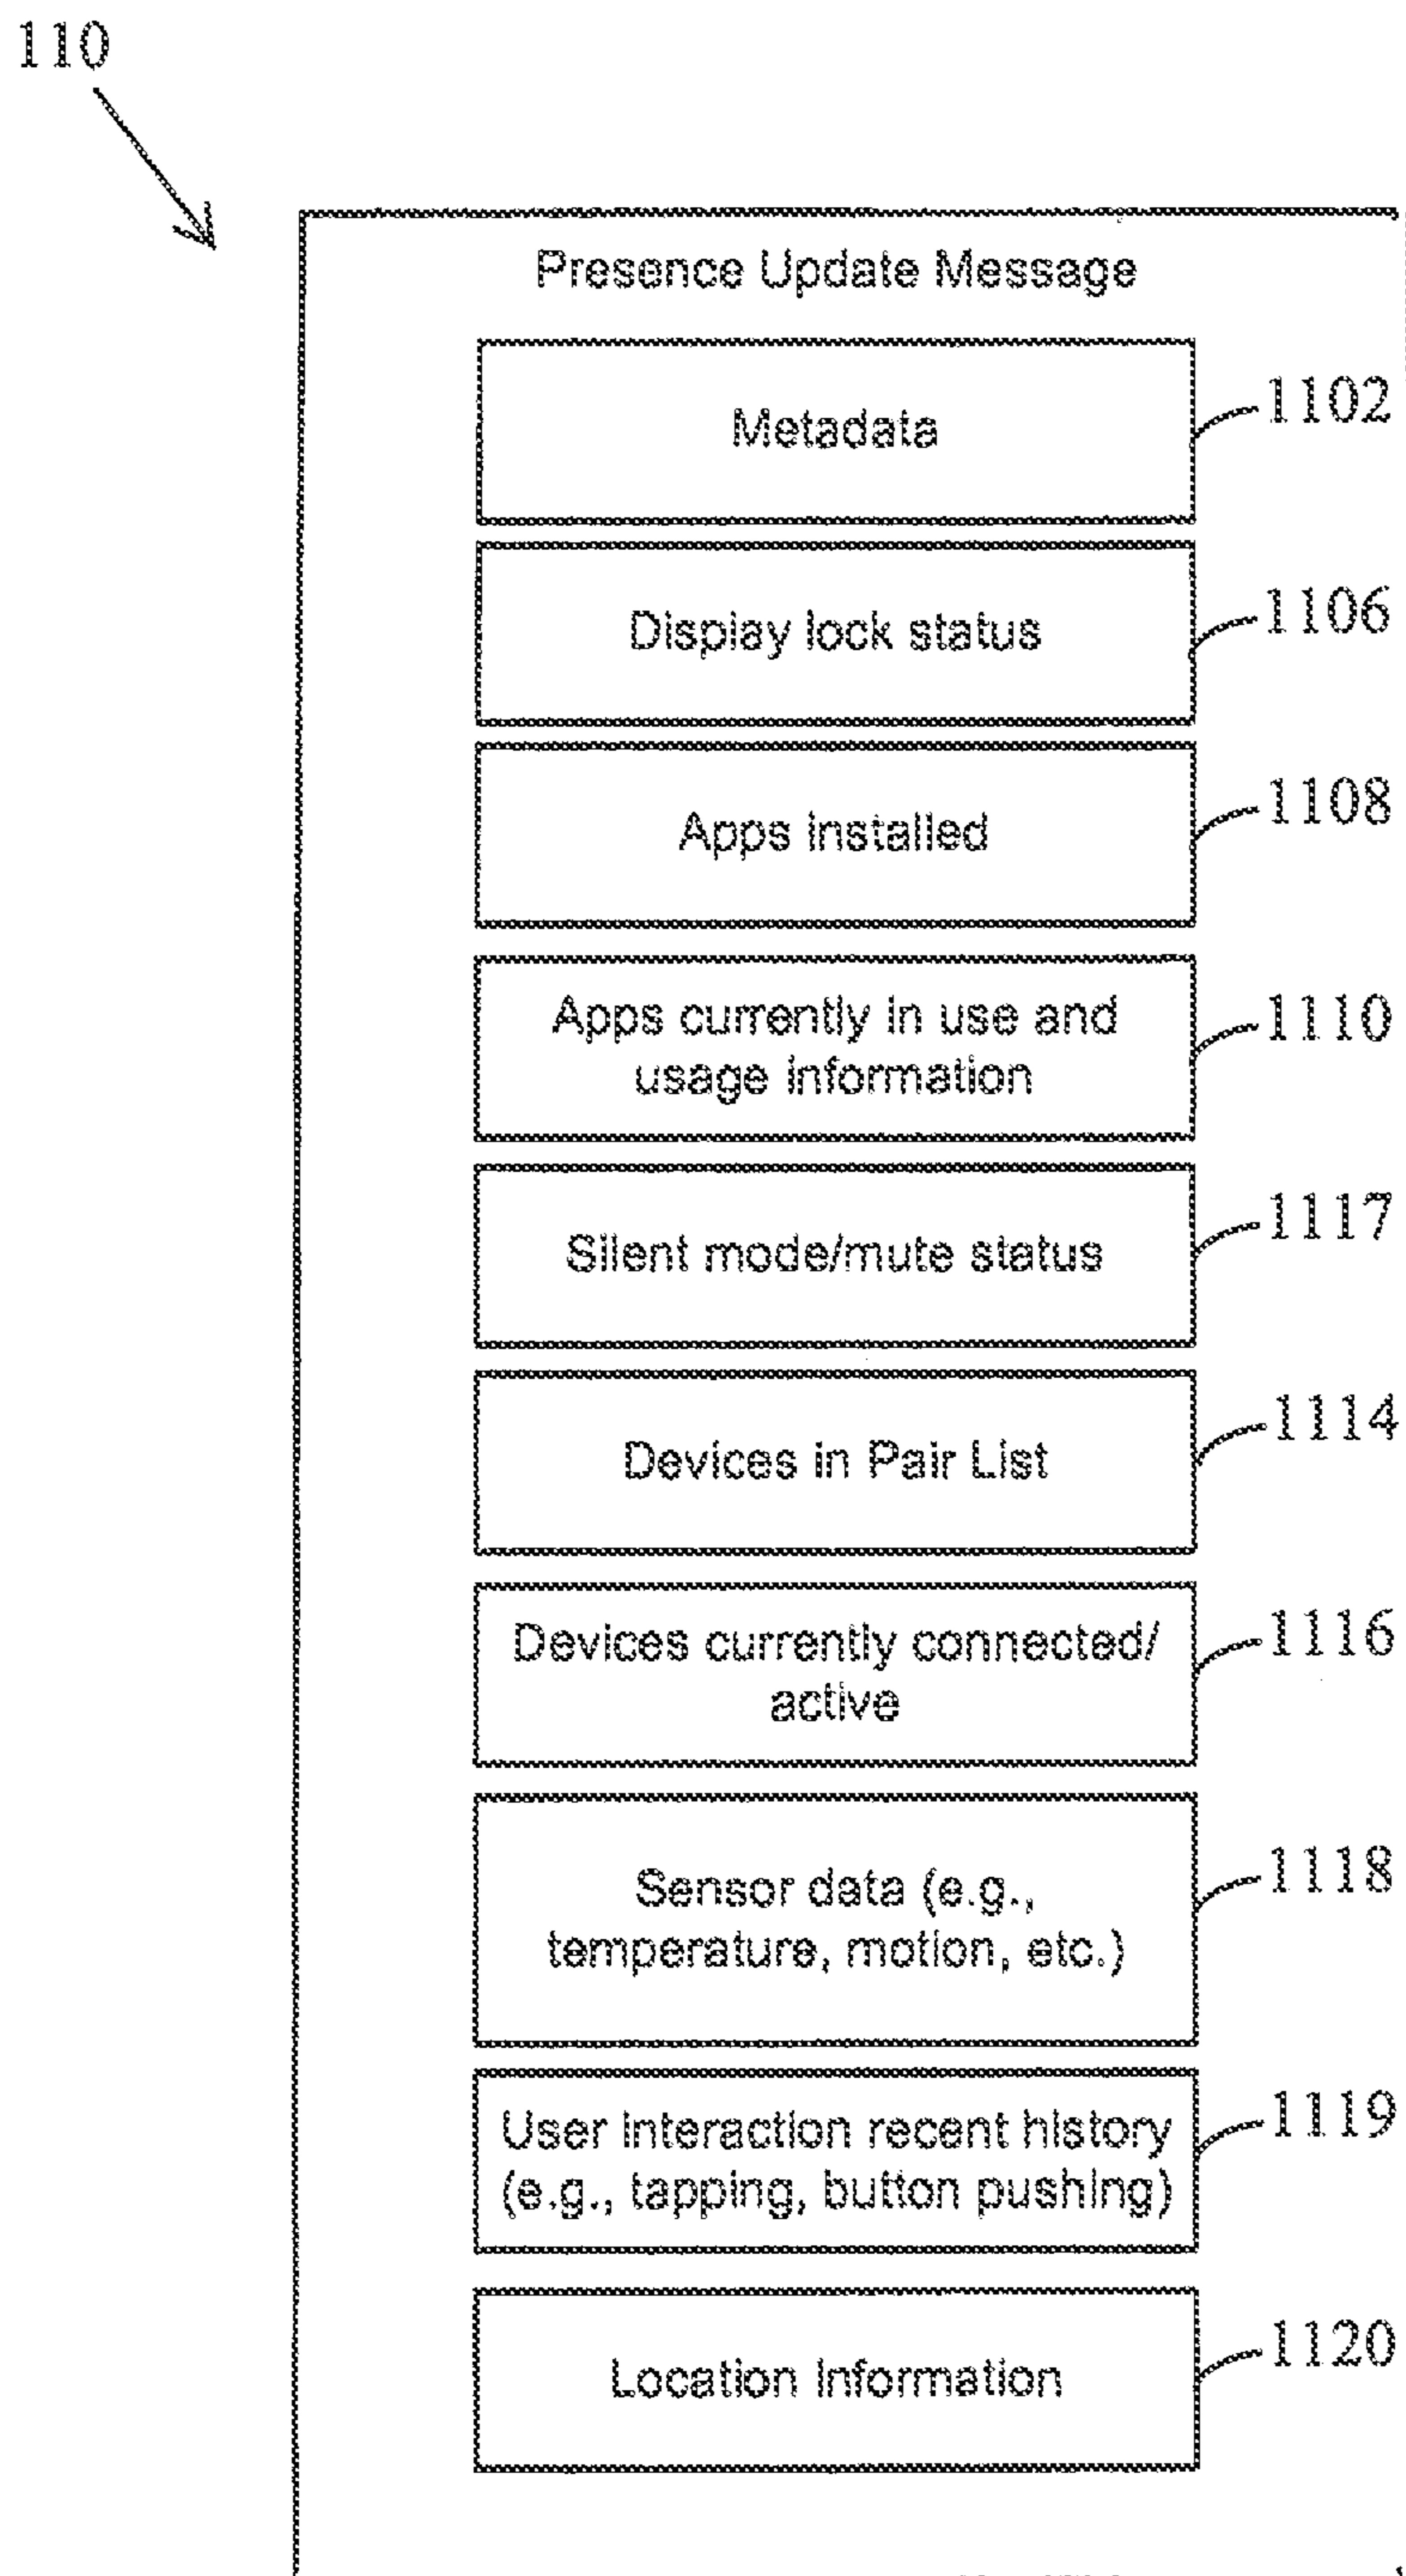 110
Presence Update Message
Metadata
1102
Display lock status
1106
Apps installed
1108
Apps currently in use and
usage information
1110
Silent mode/mute status
1117
Devices in Pair List
1114
Devices currently connected/
active
1116
Sensor data (e.g.,
temperature, motion, etc.)
1118
User interaction recent history
(e.g., tapping, button pushing)
1119
Location Information
1120